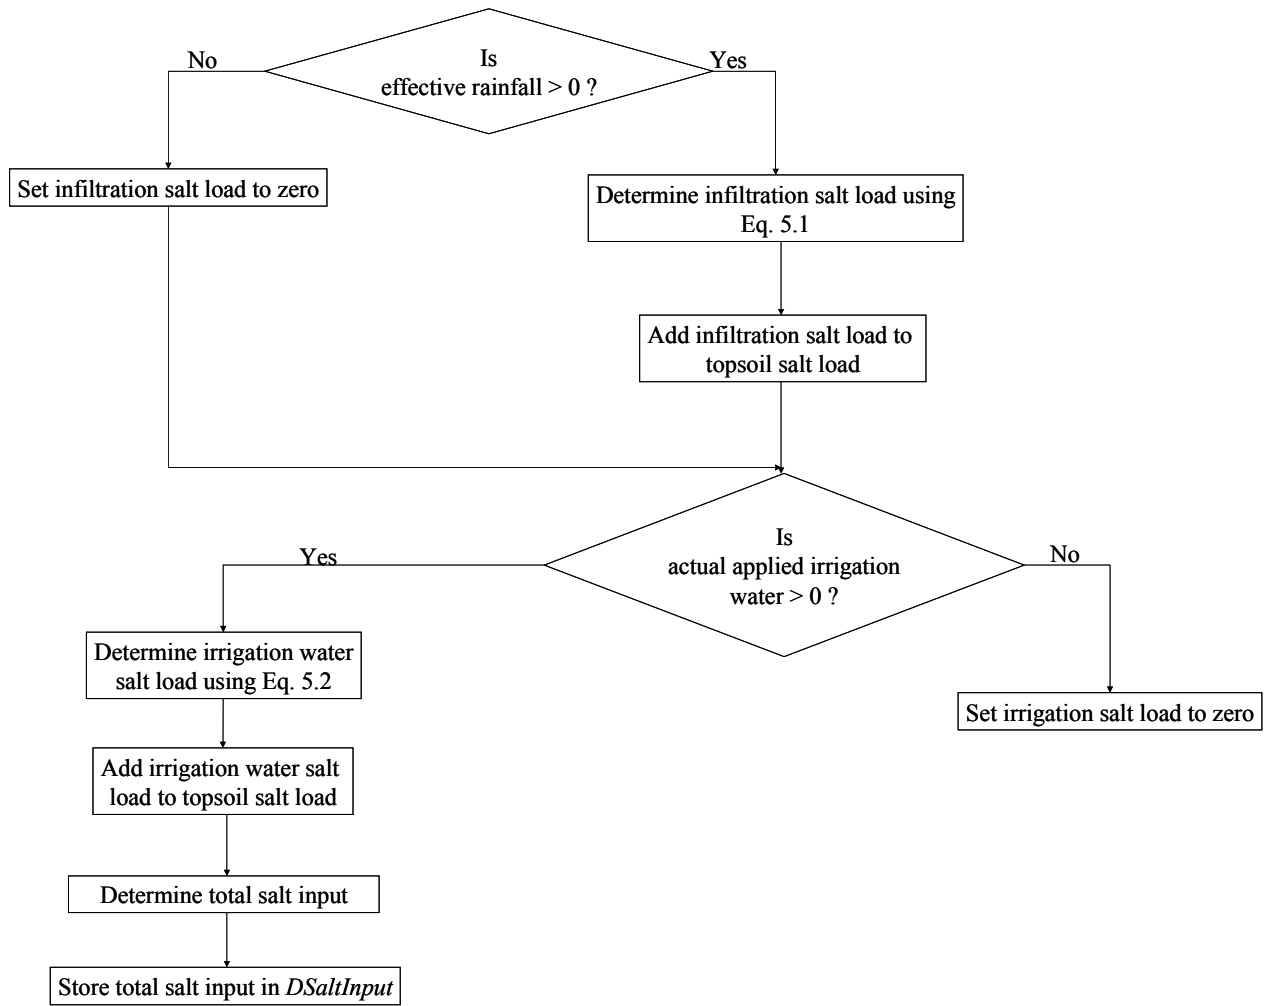 No
Is
effective rainfall > 0 ?
Yes
Set infiltration salt load to zero
Determine infiltration salt load using
Eq. 5.1
Add infiltration salt load to
topsoil salt load
Is
actual applied irrigation
water > 0 ?
Yes
No
Determine irrigation water
salt load using Eq. 5.2
Set irrigation salt load to zero
Add irrigation water salt
load to topsoil salt load
Determine total salt input
Store total salt input in DSaltInput